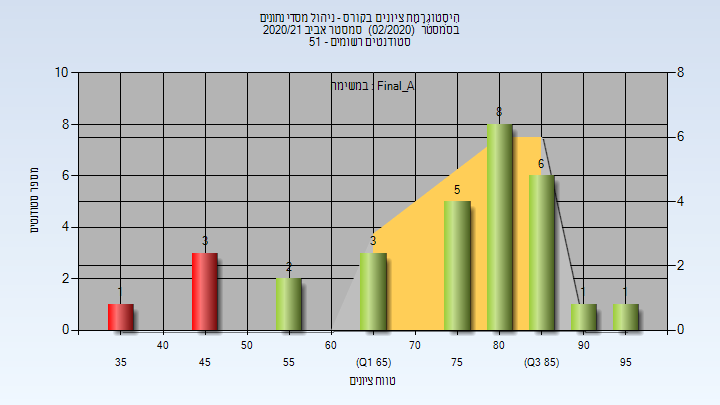 היסטוגרמת ציונים בקורס - ניהול מסדי נתונים
בסמסטר (02/2020) סמסטר אביב 2020/21
סטודנטים רשומים - 51
במשימה : Final_A
מספר סטודנטים
10
8
6
4
2
0
8
6
4
2
0
1
3
2
3
5
8
6
1
1
40 50 60 70 80 90
35 45 55 (Q1 65) 75 (Q3 85) 95
טווח ציונים